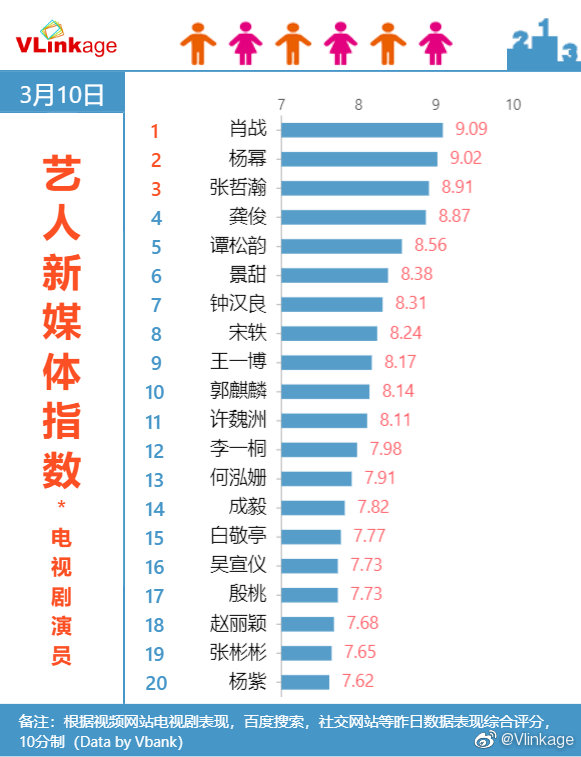 VLinkage
1
2
3
3月10日
艺人新媒体指数
*
电视剧演员
7 8 9 10
1 肖战 9.09
2 杨幂 9.02
3 张哲瀚 8.91
4 龚俊 8.87
5 谭松韵 8.56
6 景甜 8.38
7 钟汉良 8.31
8 宋轶 8.24
9 王一博 8.17
10 郭麒麟 8.14
11 许魏洲 8.11
12 李一桐 7.98
13 何泓姗 7.91
14 成毅 7.82
15 白敬亭 7.77
16 吴宣仪 7.73
17 殷桃 7.73
18 赵丽颖 7.68
19 张彬彬 7.65
20 杨紫 7.62
备注：根据视频网站电视剧表现，百度搜索，社交网站等昨日数据表现综合评分，
10分制（Data by Vbank）
@Vlinkage